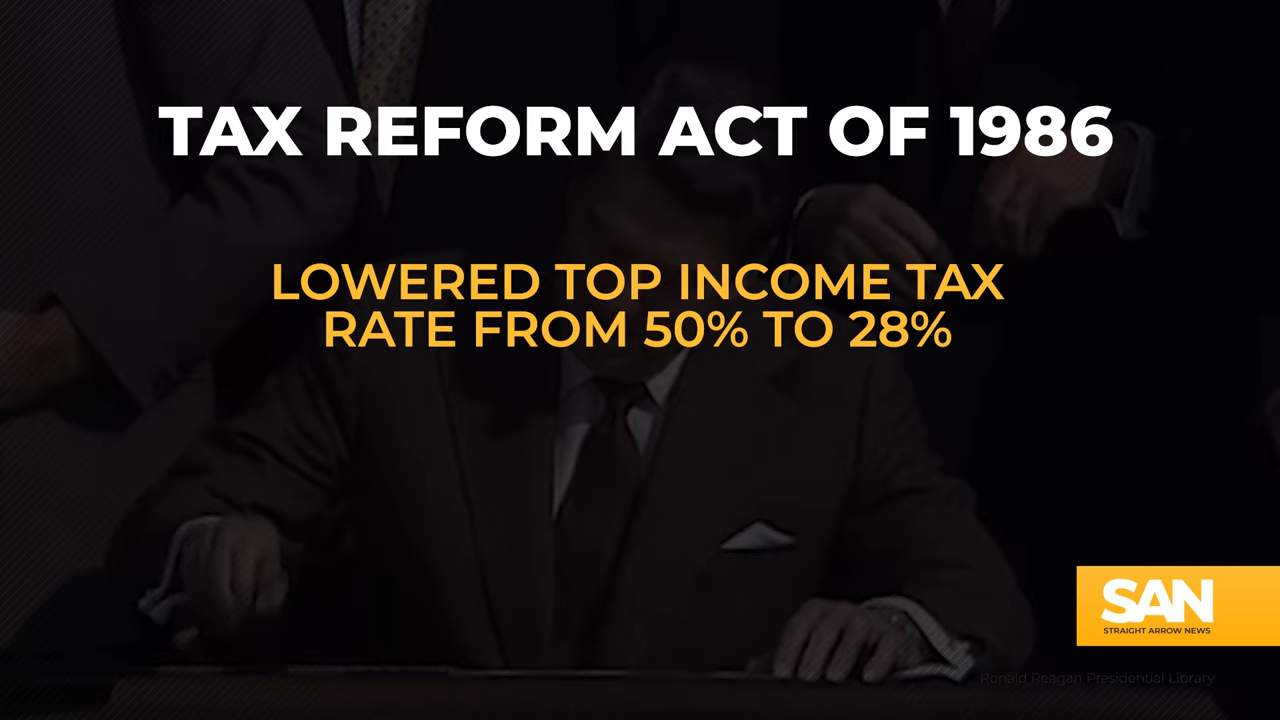 TAX REFORM ACT OF 1986
LOWERED TOP INCOME TAX
RATE FROM 50% TO 28%
SAN
STRAIGHT ARROW NEWS
Ronald Reagan Presidential Library